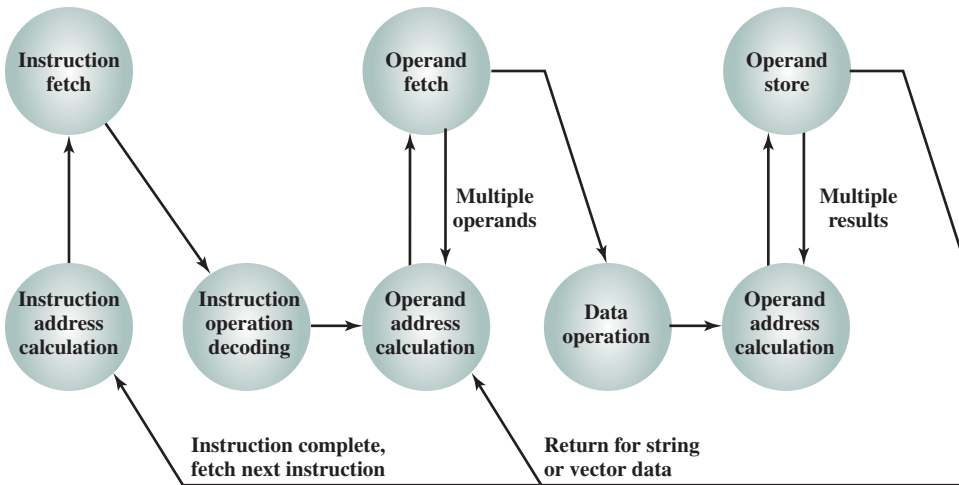 Instruction
fetch
Operand
fetch
Operand
store
Multiple
operands
Multiple
results
Instruction
address
calculation
Instruction
operation
decoding
Operand
address
calculation
Data
operation
Operand
address
calculation
Instruction complete,
fetch next instruction
Return for string
or vector data